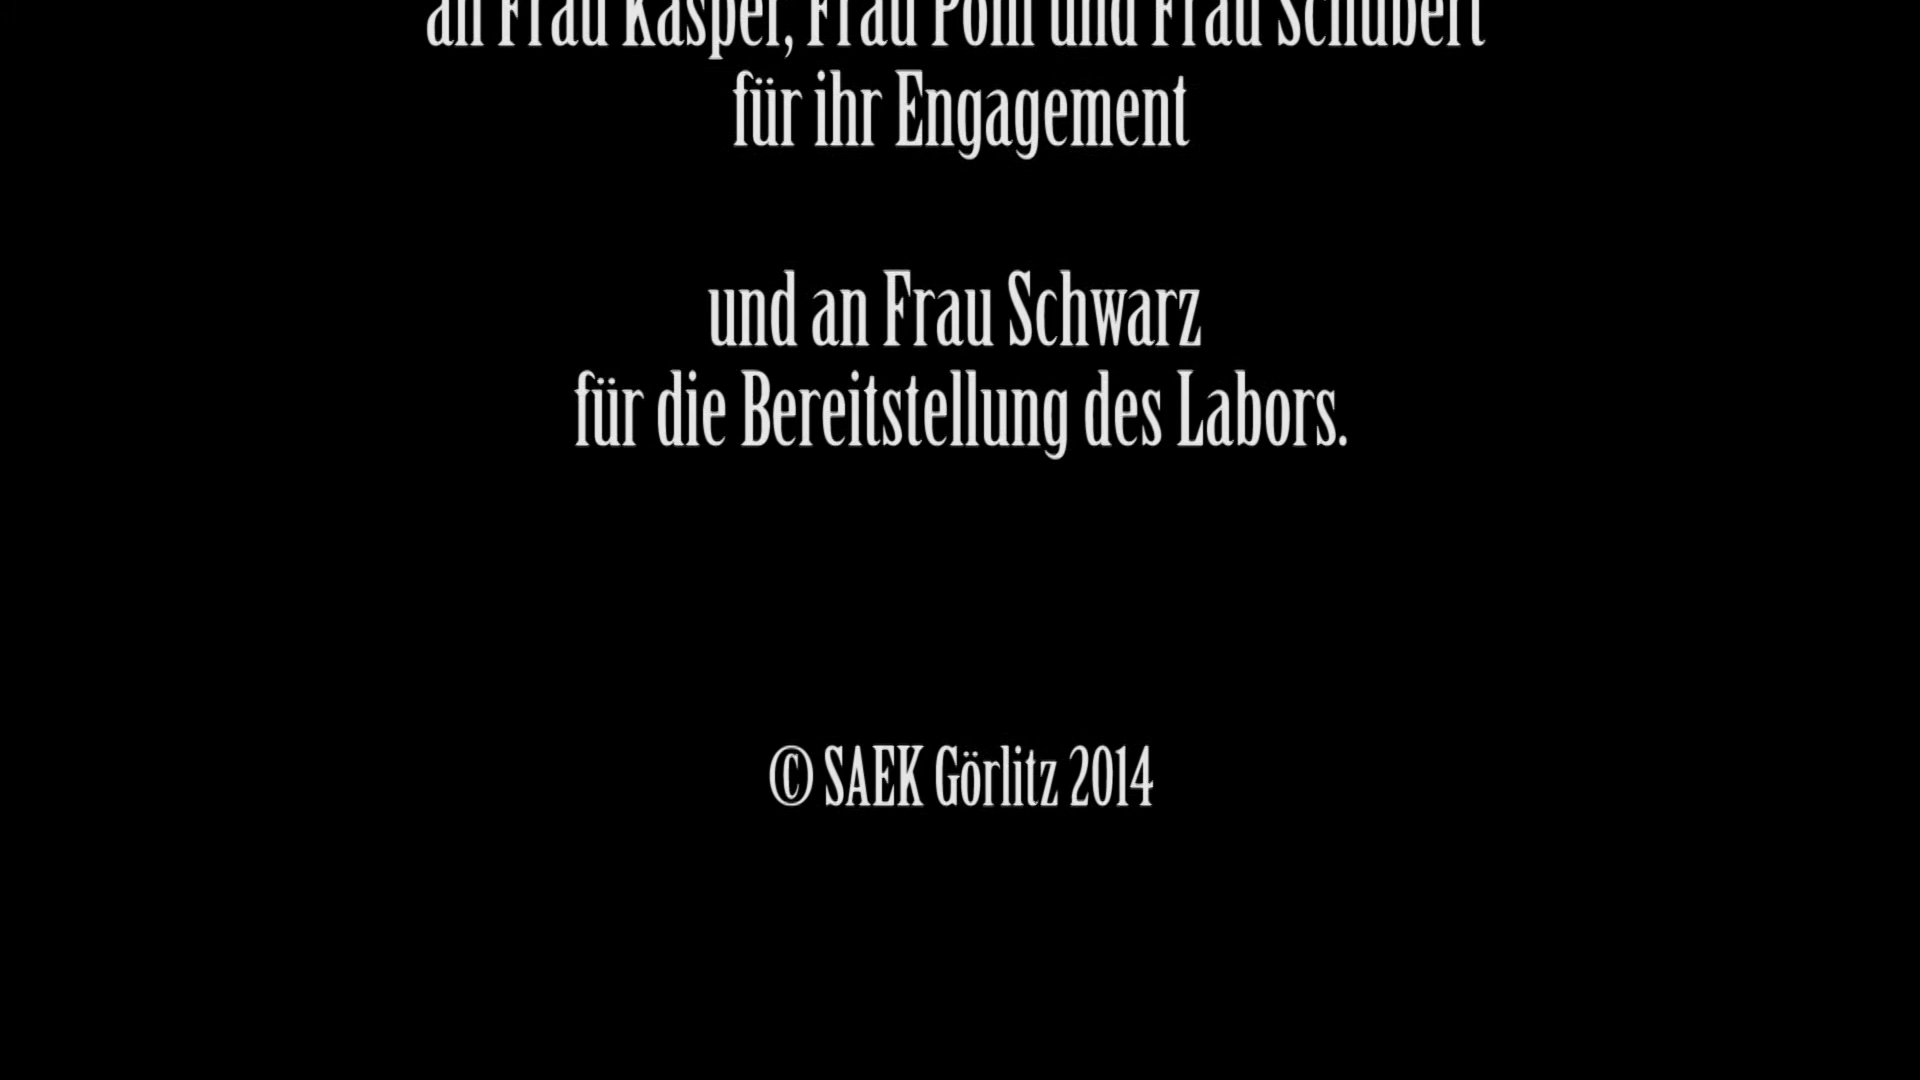 an Frau Kasper, Frau und Frau Schubert
für ihr Engagement
und an Frau Schwarz
für die Bereitstellung des Labors.
© SAEK Görlitz 2014